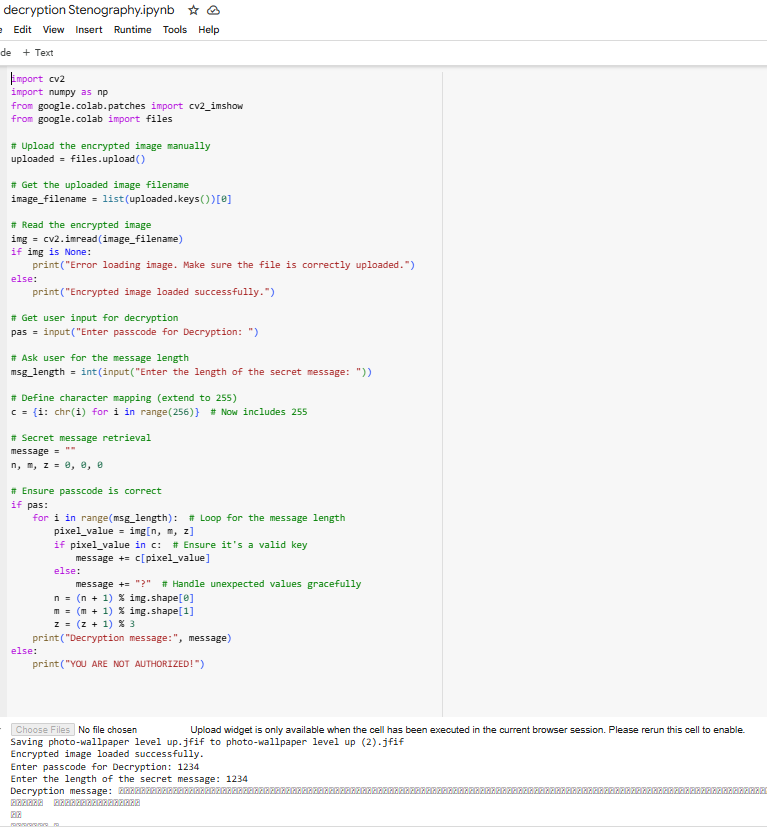 decryption Stenography.ipynb
Edit View Insert Runtime Tools Help
de + Text
import cv2
import numpy as np
from google.colab.patches import cv2_imshow
from google.colab import files
# Upload the encrypted image manually
uploaded = files.upload()
# Get the uploaded image filename
image_filename = list(uploaded.keys())[0]
# Read the encrypted image
img = cv2.imread(image_filename)
if img is None:
    print("Error loading image. Make sure the file is correctly uploaded.")
else:
    print("Encrypted image loaded successfully.")
# Get user input for decryption
pas = input("Enter passcode for Decryption: ")
# Ask user for the message length
msg_length = int(input("Enter the length of the secret message: "))
# Define character mapping (extend to 255)
c = {i: chr(i) for i in range(256)}  # Now includes 255
# Secret message retrieval
message = ""
n, m, z = 0, 0, 0
# Ensure passcode is correct
if pas:
    for i in range(msg_length):  # Loop for the message length
        pixel_value = img[n, m, z]
        if pixel_value in c:  # Ensure it's a valid key
            message += c[pixel_value]
        else:
            message += "?"  # Handle unexpected values gracefully
        n = (n + 1) % img.shape[0]
        m = (m + 1) % img.shape[1]
        z = (z + 1) % 3
    print("Decryption message:", message)
else:
    print("YOU ARE NOT AUTHORIZED!")
Choose Files No file chosen Upload widget is only available when the cell has been executed in the current browser session. Please rerun this cell to enable.
Saving photo-wallpaper level up.jfif to photo-wallpaper level up (2).jfif
Encrypted image loaded successfully.
Enter passcode for Decryption: 1234
Enter the length of the secret message: 1234
Decryption message: